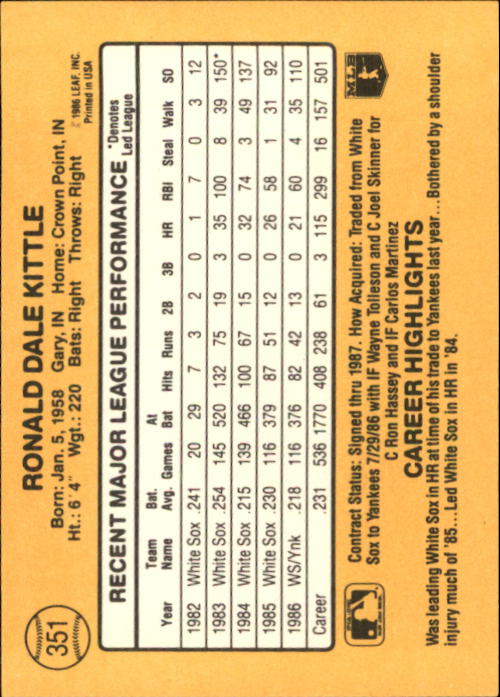 351
RONALD DALE KITTLE
Born: Jan. 5, 1958 Gary, IN Home: Crown Point, IN
Ht.: 6´4" Wgt.: 220 Bats: Right Throws: Right
© 1986 LEAF, INC.
Printed in USA
RECENT MAJOR LEAGUE PERFORMANCE *Denotes Led League
Year Team Name Bat. Avg. Games At Bat Hits Runs 2B 3B HR RBI Steal Walk SO
1982 White Sox .241 20 29 7 3 2 0 1 7 0 3 12
1983 White Sox .254 145 520 132 75 19 3 35 100 8 39 150*
1984 White Sox .215 139 466 100 67 15 0 32 74 3 49 137
1985 White Sox .230 116 379 87 51 12 0 26 58 1 31 92
1986 WS/Ynk .218 116 376 82 42 13 0 21 60 4 35 110
Career .231 536 1770 408 238 61 3 115 299 16 157 501
Contract Status: Signed thru 1987. How Acquired: Traded from White
Sox to Yankees 7/29/86 with IF Wayne Tolleson and C Joel Skinner for
C Ron Hassey and IF Carlos Martinez
MLB
CAREER HIGHLIGHTS
Was leading White Sox in HR at time of his trade to Yankees last year...Bothered by a shoulder
injury much of '85...Led White Sox in HR in '84.